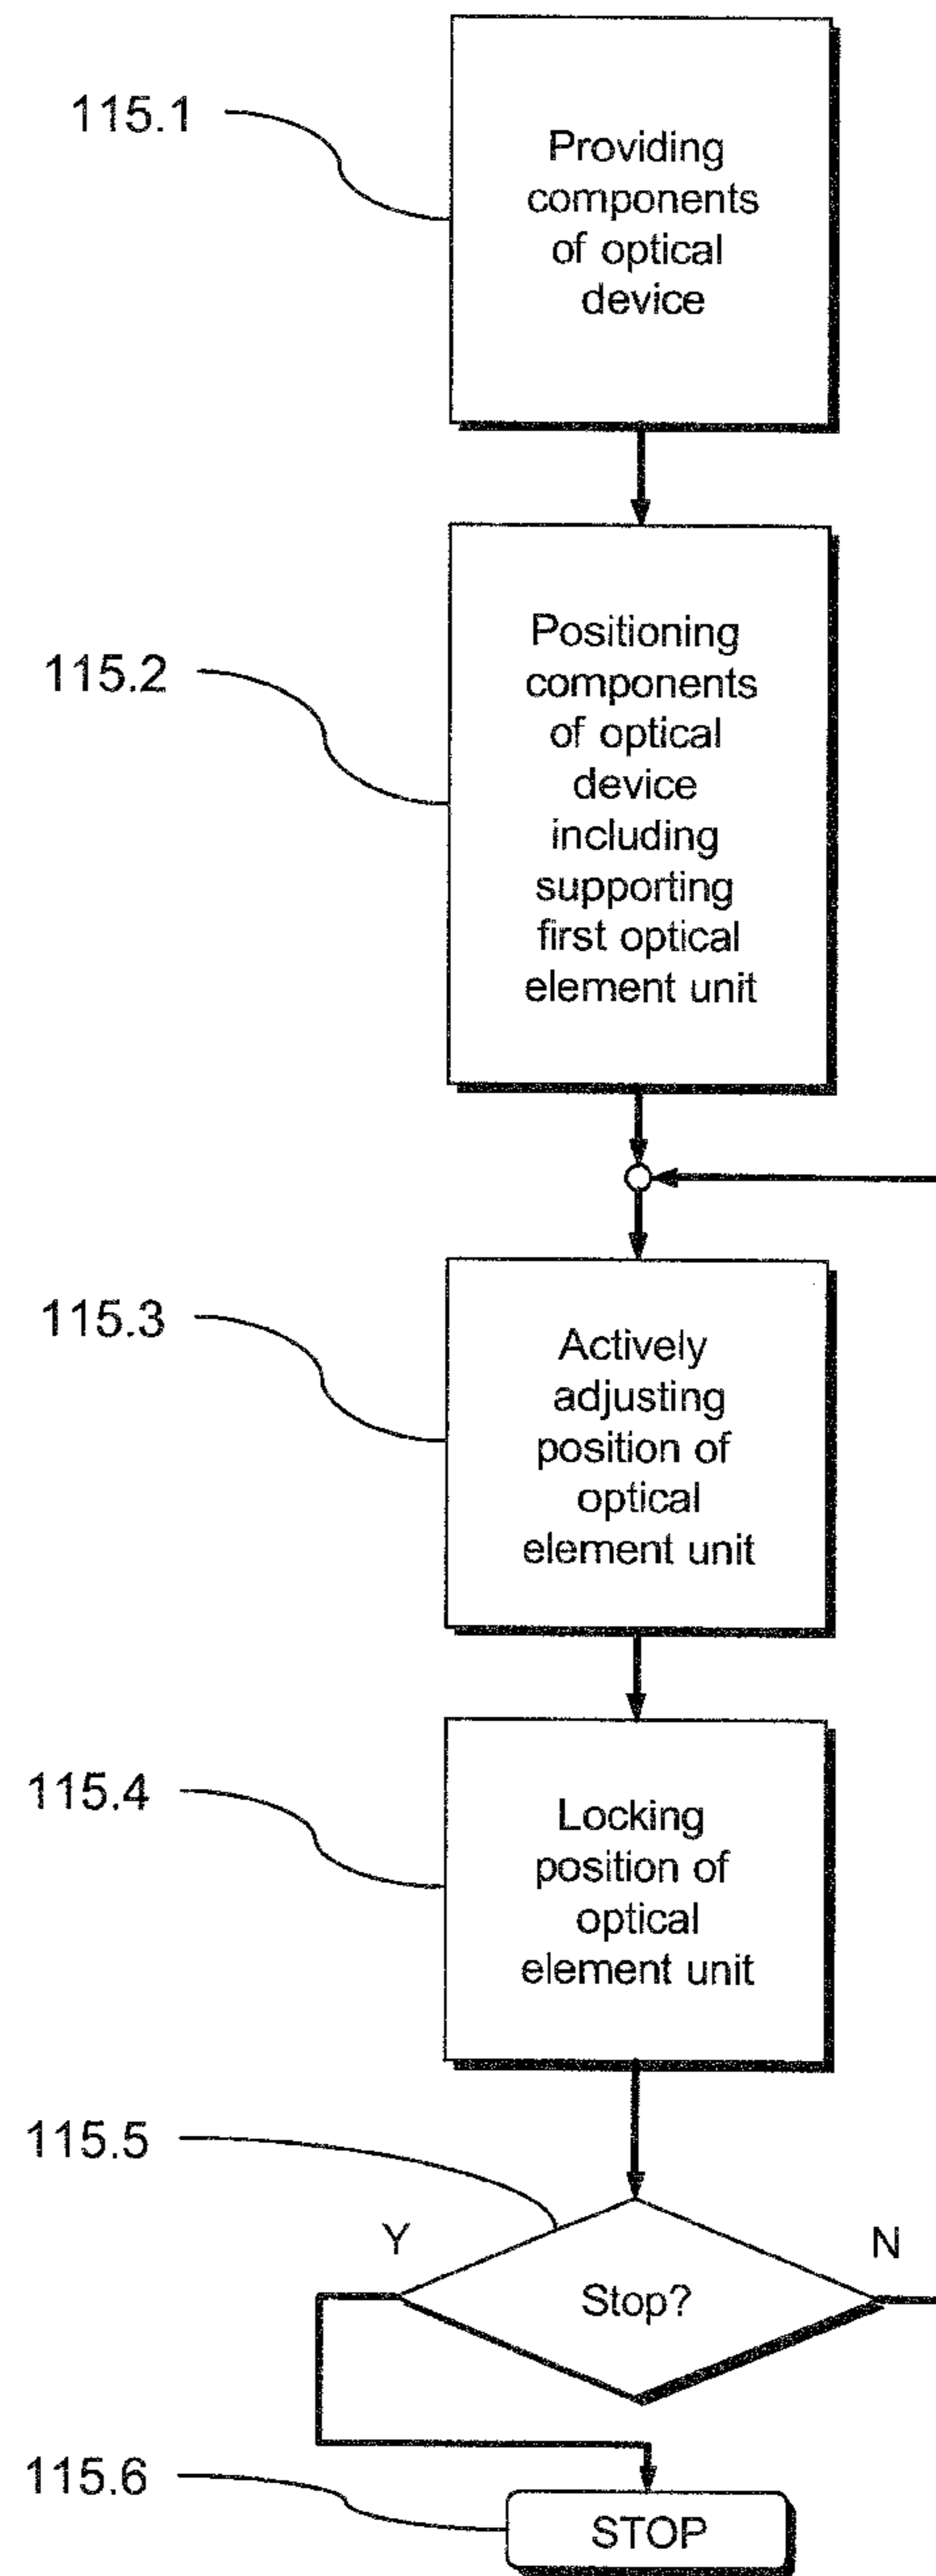 115.1
Providing
components
of optical
device
115.2
Positioning
components
of optical
device
including
supporting
first optical
element unit
115.3
Actively
adjusting
position of
optical
element unit
115.4
Locking
position of
optical
element unit
115.5
Y
N
Stop?
115.6
STOP